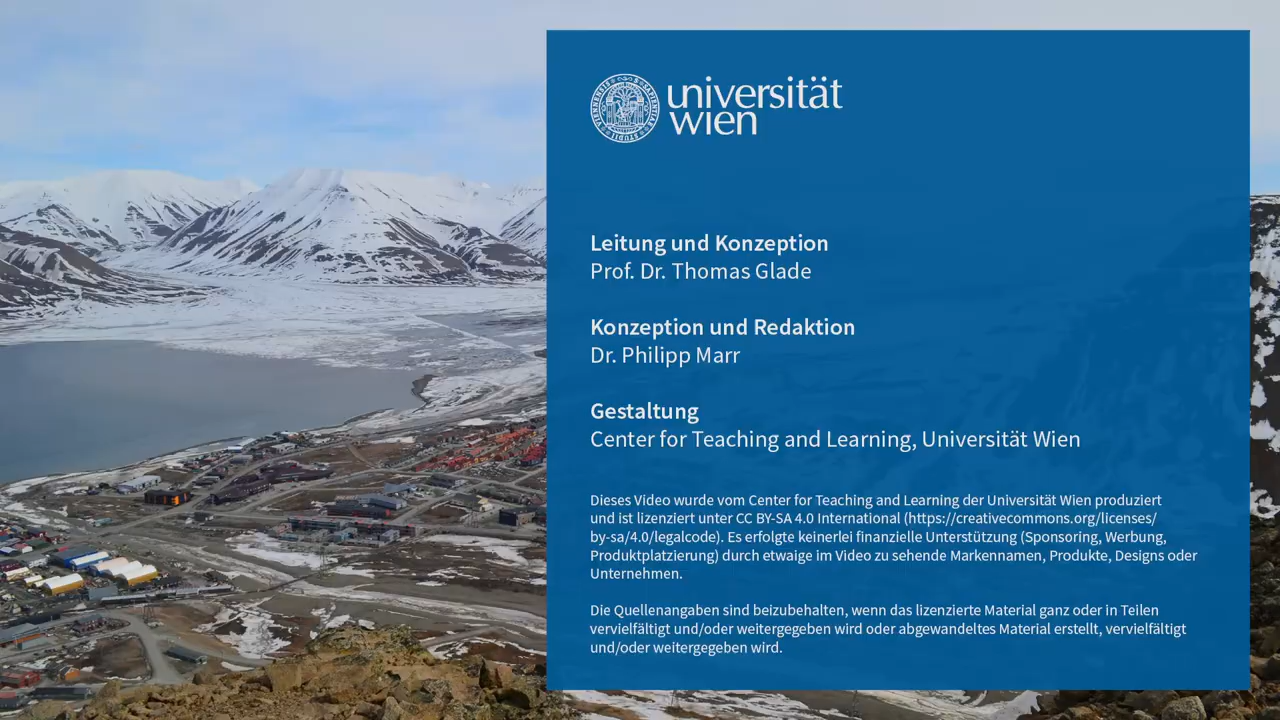 universität
wien
Leitung und Konzeption
Prof. Dr. Thomas Glade
Konzeption und Redaktion
Dr. Philipp Marr
Gestaltung
Center for Teaching and Learning, Universität Wien
Dieses Video wurde vom Center for Teaching and Learning der Universität Wien produziert
und ist lizenziert unter CC BY-SA 4.0 International (https://creativecommons.org/licenses/
by-sa/4.0/legalcode). Es erfolgte keinerlei finanzielle Unterstützung (Sponsoring, Werbung,
Produktplatzierung) durch etwaige im Video zu sehende Markennamen, Produkte, Designs oder
Unternehmen.
Die Quellenangaben sind beizubehalten, wenn das lizenzierte Material ganz oder in Teilen
vervielfältigt und/oder weitergegeben wird oder abgewandeltes Material erstellt, vervielfältigt
und/oder weitergegeben wird.